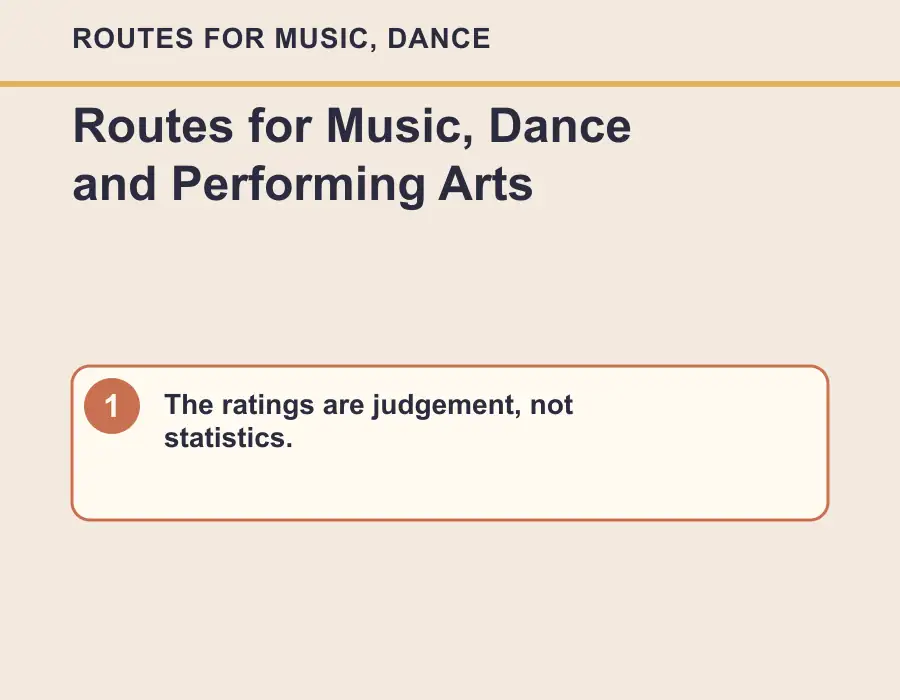 ROUTES FOR MUSIC, DANCE
Routes for Music, Dance
and Performing Arts
1
The ratings are judgement, not
statistics.